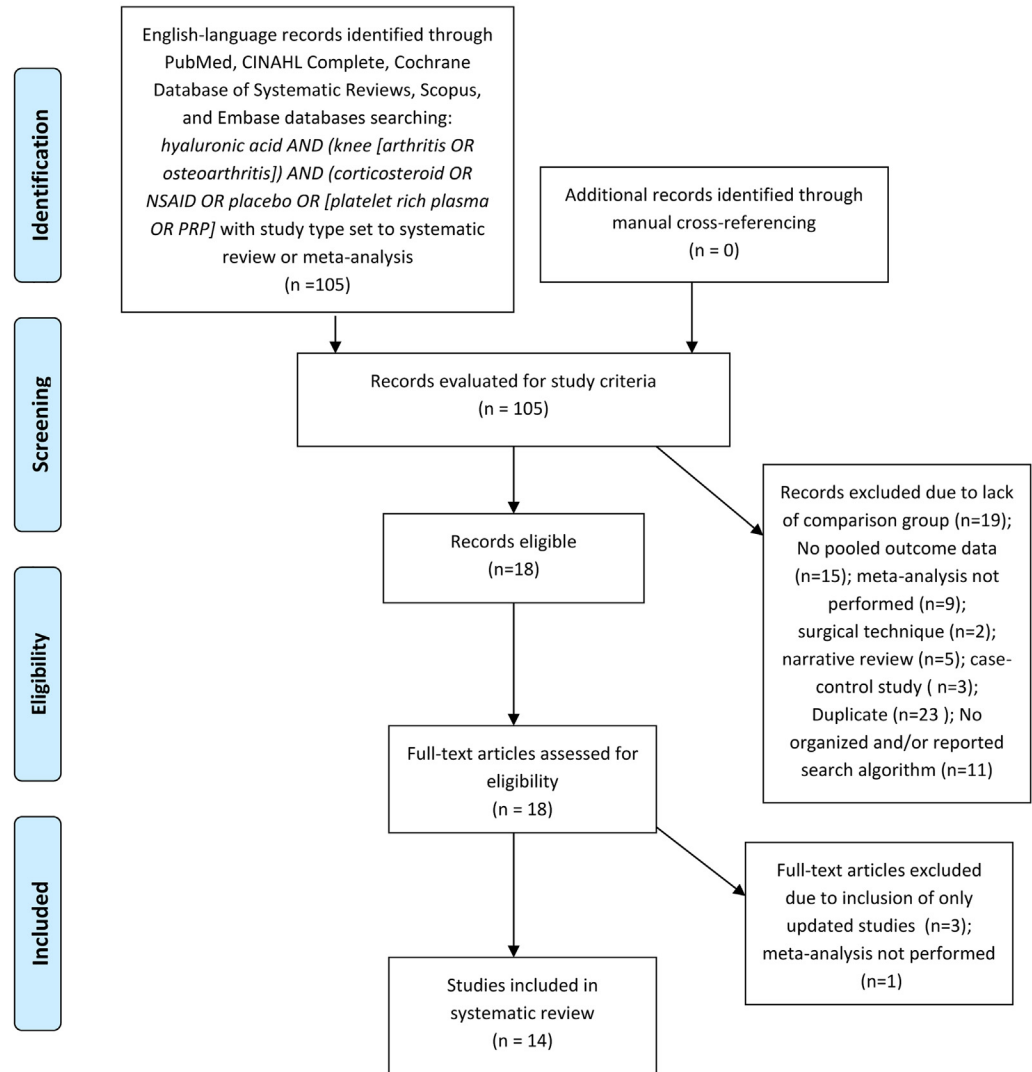 Identification
English-language records identified through
PubMed, CINAHL Complete, Cochrane
Database of Systematic Reviews, Scopus,
and Embase databases searching:
hyaluronic acid AND (knee [arthritis OR
osteoarthritis]) AND (corticosteroid OR
NSAID OR placebo OR [platelet rich plasma
OR PRP] with study type set to systematic
review or meta-analysis
(n =105)
Additional records identified through
manual cross-referencing
(n = 0)
Screening
Records evaluated for study criteria
(n = 105)
Records excluded due to lack
of comparison group (n=19);
No pooled outcome data
(n=15); meta-analysis not
performed (n=9);
surgical technique (n=2);
narrative review (n=5); case-
control study ( n=3);
Duplicate (n=23 ); No
organized and/or reported
search algorithm (n=11)
Records eligible
(n=18)
Eligibility
Full-text articles assessed for
eligibility
(n = 18)
Full-text articles excluded
due to inclusion of only
updated studies (n=3);
meta-analysis not performed
(n=1)
Included
Studies included in
systematic review
(n = 14)